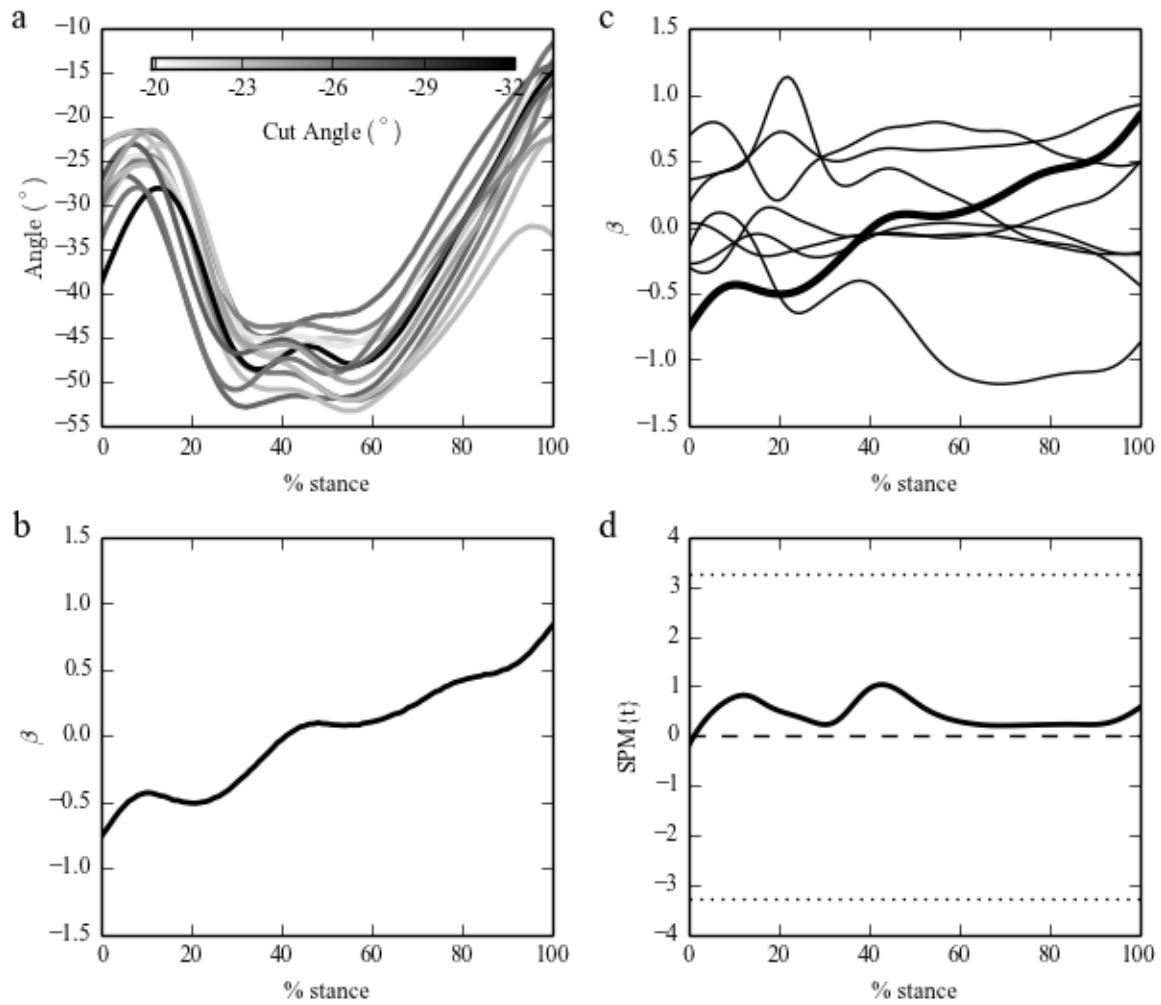 a
−10
−15
−20
−25
−30
−35
−40
−45
−50
−55
Angle (°)
-20 -23 -26 -29 -32
Cut Angle (°)
0 20 40 60 80 100
% stance
c
1.5
1.0
0.5
0.0
−0.5
−1.0
−1.5
β
0 20 40 60 80 100
% stance
b
1.5
1.0
0.5
0.0
−0.5
−1.0
−1.5
β
0 20 40 60 80 100
% stance
d
4
3
2
1
0
−1
−2
−3
−4
SPM{t}
0 20 40 60 80 100
% stance